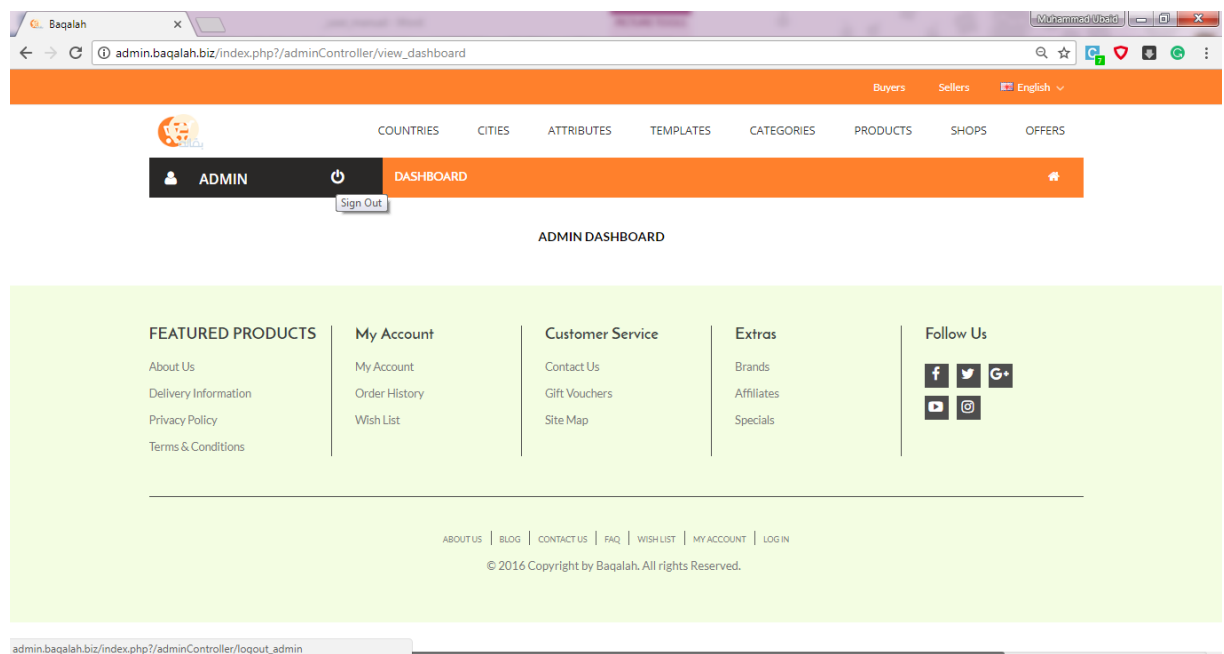 Baqalah
Muhammad Ubaid
admin.baqalah.biz/index.php?/adminController/view_dashboard
7
Buyers Sellers English
بقالة
COUNTRIES CITIES ATTRIBUTES TEMPLATES CATEGORIES PRODUCTS SHOPS OFFERS
ADMIN DASHBOARD
Sign Out
ADMIN DASHBOARD
FEATURED PRODUCTS My Account Customer Service Extras Follow Us
About Us My Account Contact Us Brands
Delivery Information Order History Gift Vouchers Affiliates
Privacy Policy Wish List Site Map Specials
Terms & Conditions
ABOUT US | BLOG | CONTACT US | FAQ | WISH LIST | MY ACCOUNT | LOG IN
© 2016 Copyright by Baqalah. All rights Reserved.
admin.baqalah.biz/index.php?/adminController/logout_admin